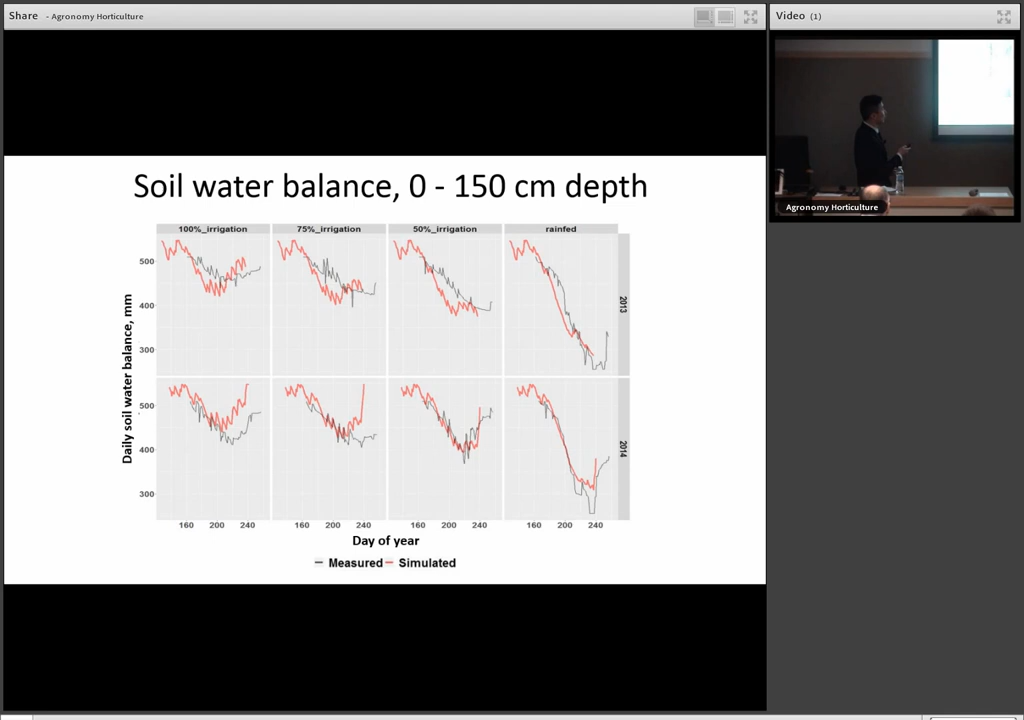 Share - Agronomy Horticulture
Video (1)
Agronomy Horticulture
Soil water balance, 0 - 150 cm depth
100%_irrigation 75%_irrigation 50%_irrigation rainfed
Daily soil water balance, mm
500
400
300
2013
500
400
300
2014
160 200 240 160 200 240 160 200 240 160 200 240
Day of year
Measured Simulated